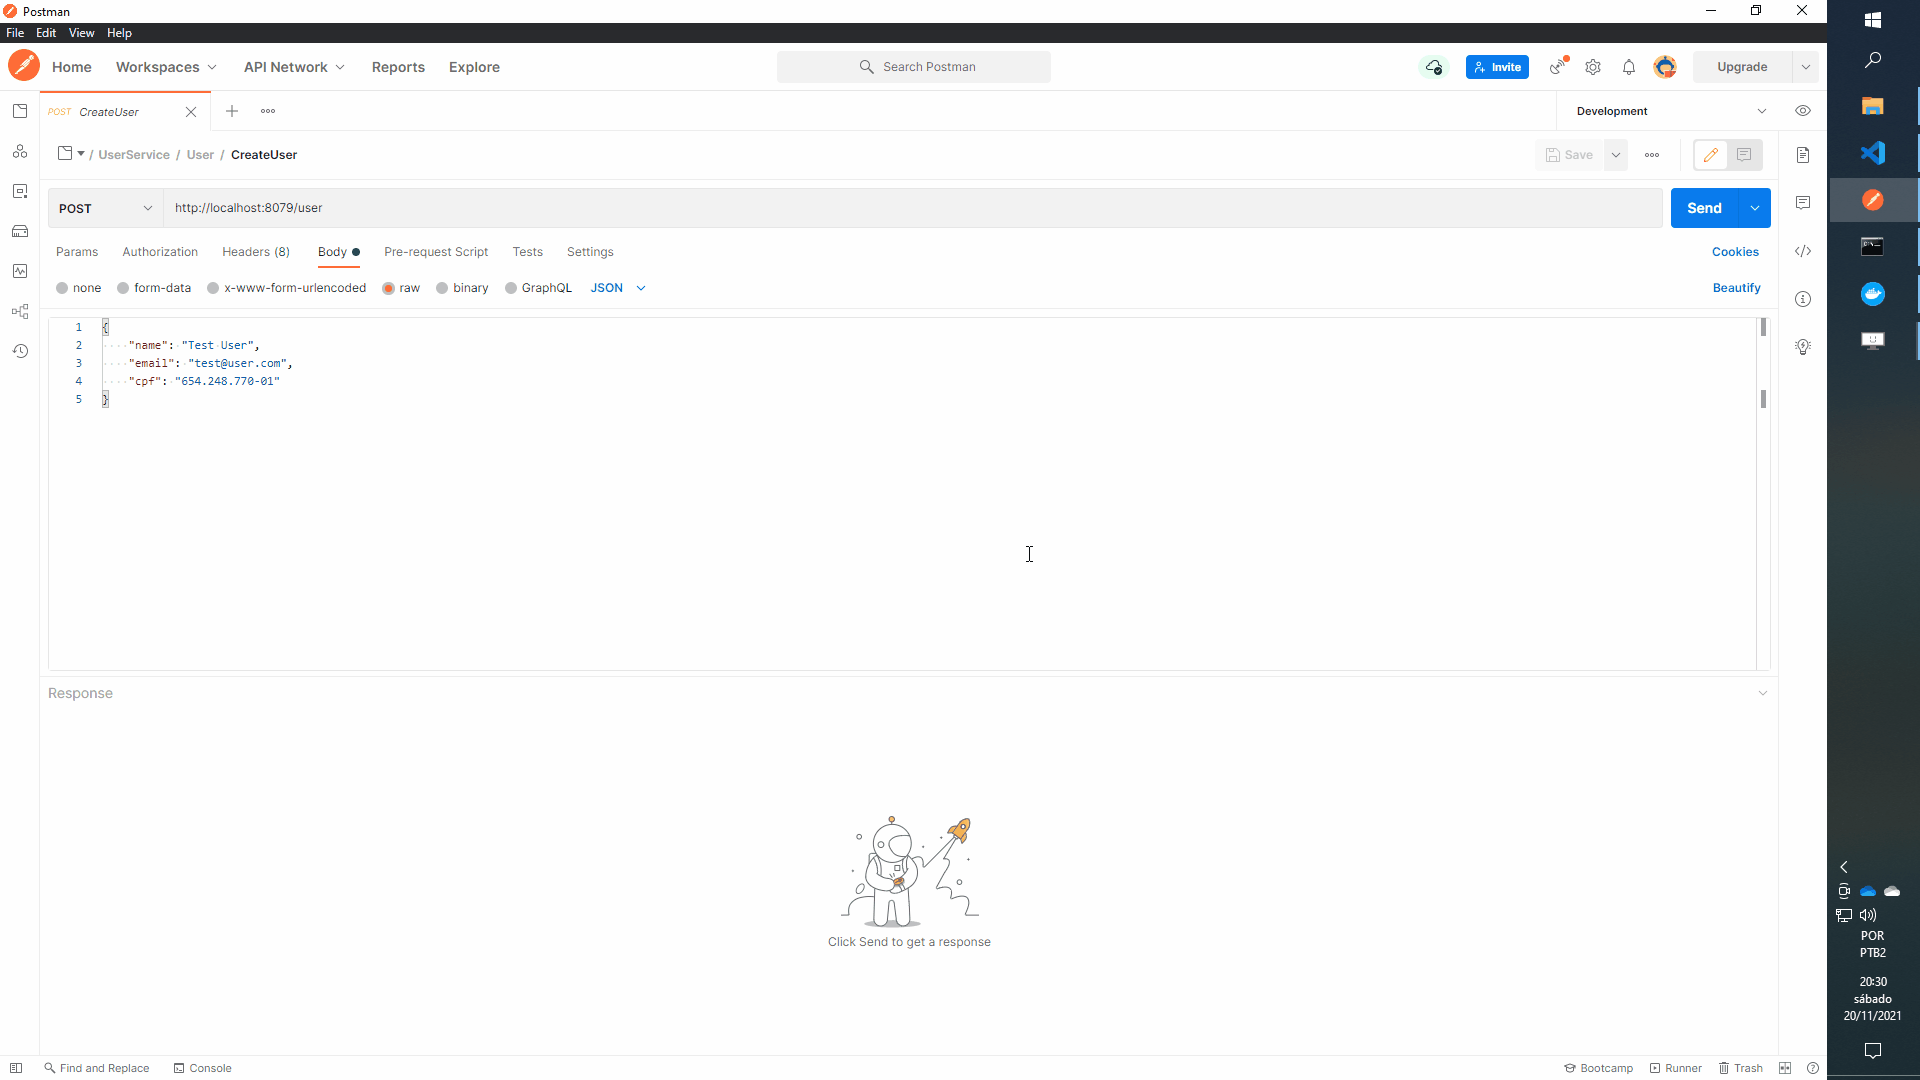 Postman
File Edit View Help
Home Workspaces API Network Reports Explore Search Postman Invite Upgrade
POST CreateUser Development
/ UserService / User / CreateUser Save
POST http://localhost:8079/user Send
Params Authorization Headers (8) Body Pre-request Script Tests Settings Cookies
none form-data x-www-form-urlencoded raw binary GraphQL JSON Beautify
1 {
2 "name": "Test User",
3 "email": "test@user.com",
4 "cpf": "654.248.770-01"
5 }
Response
Click Send to get a response
Find and Replace Console Bootcamp Runner Trash
POR
PTB2
20:30
sábado
20/11/2021